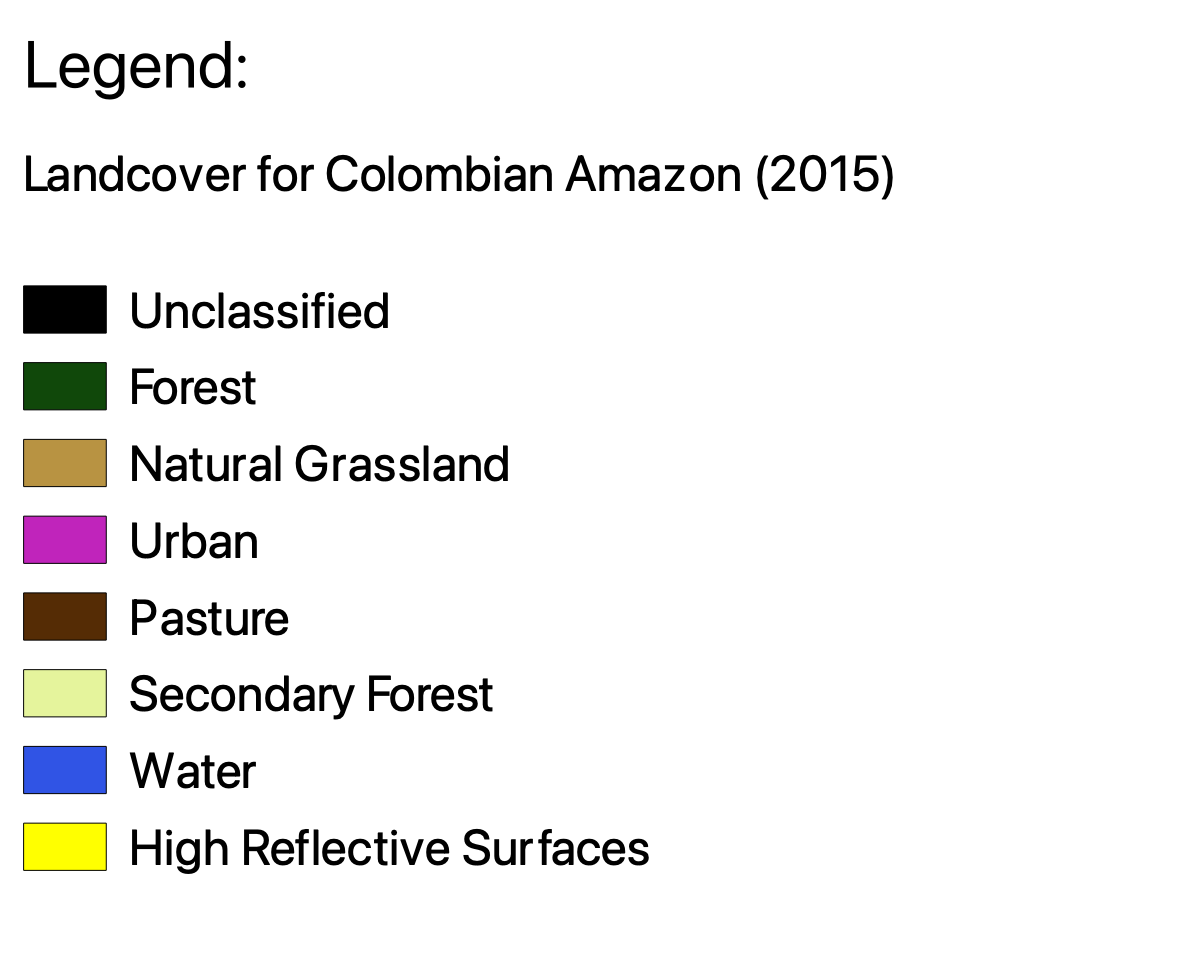 Legend:
Landcover for Colombian Amazon (2015)
Unclassified
Forest
Natural Grassland
Urban
Pasture
Secondary Forest
Water
High Reflective Surfaces